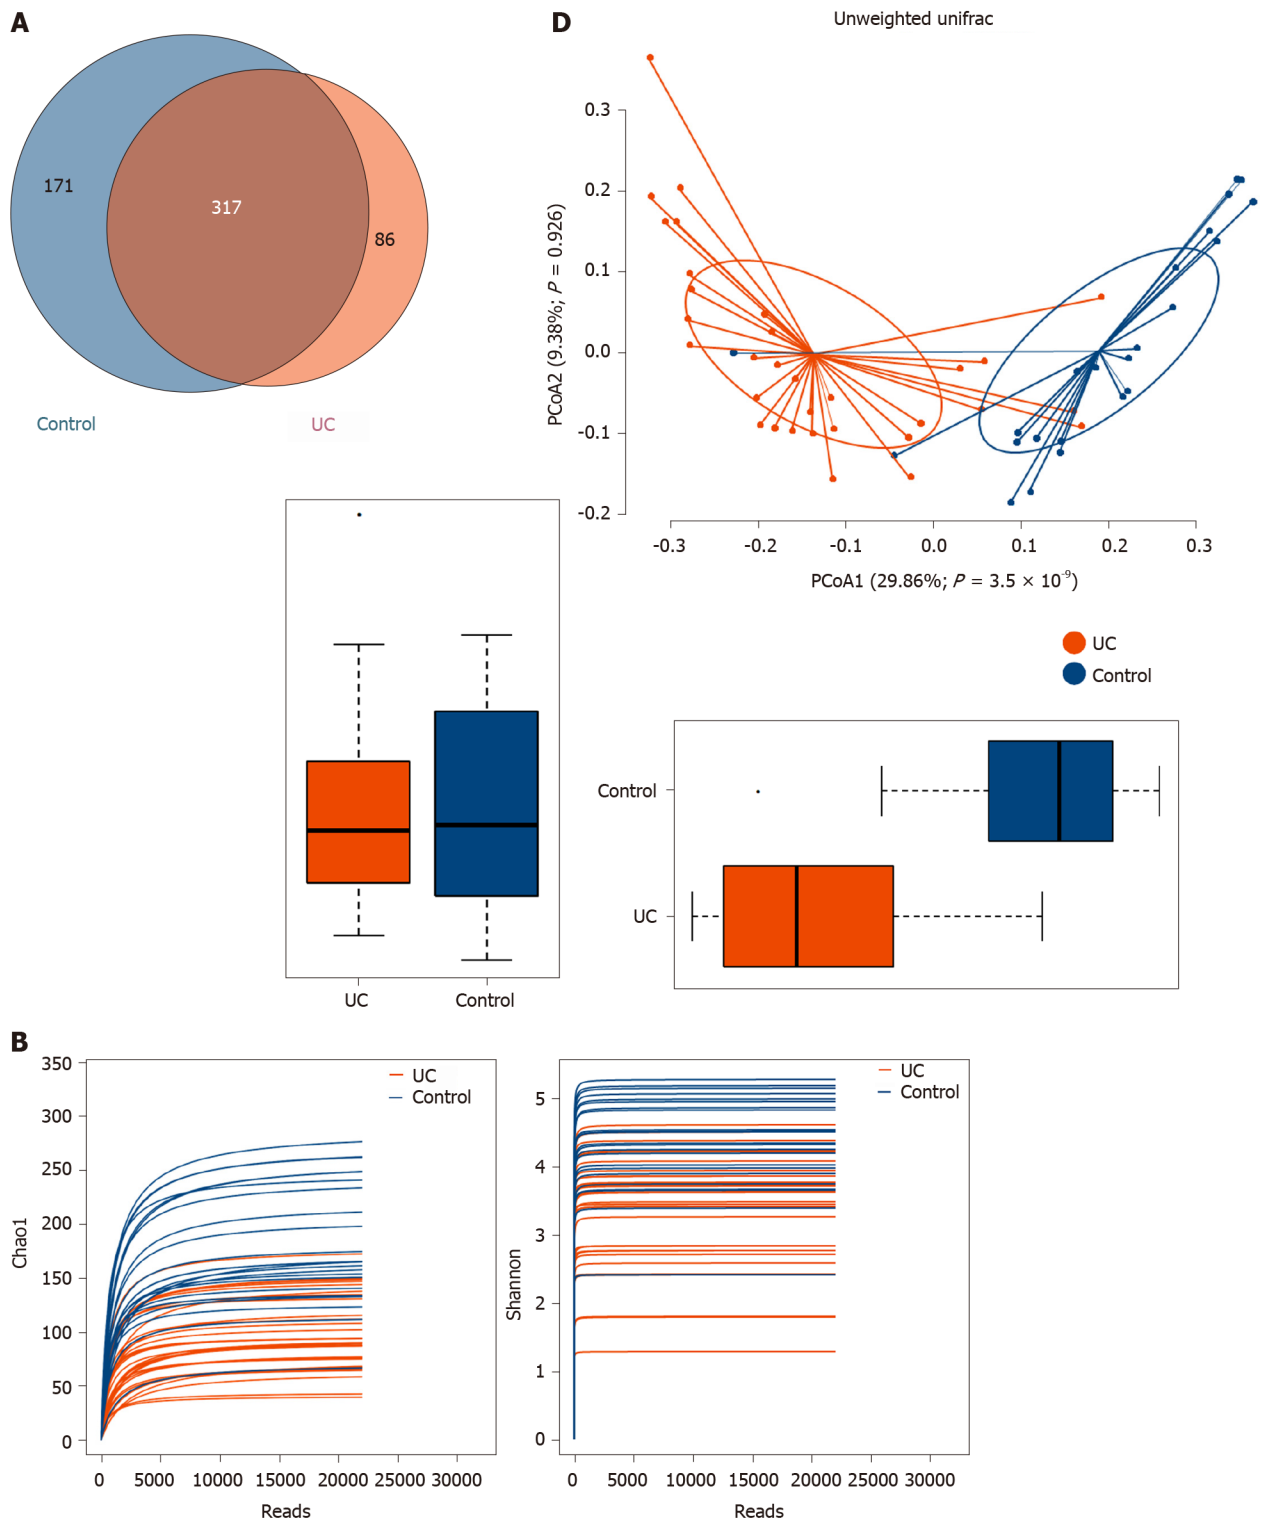 A
171
317
86
Control
UC
D
Unweighted unifrac
0.3
0.2
0.1
0.0
-0.1
-0.2
PCoA2 (9.38%; P = 0.926)
-0.3 -0.2 -0.1 0.0 0.1 0.2 0.3
PCoA1 (29.86%; P = 3.5 × 10⁻⁹)
UC
Control
UC Control
Control
UC
B
350
300
250
200
150
100
50
0
Chao1
UC
Control
0 5000 10000 15000 20000 25000 30000
Reads
5
4
3
2
1
0
Shannon
UC
Control
0 5000 10000 15000 20000 25000 30000
Reads